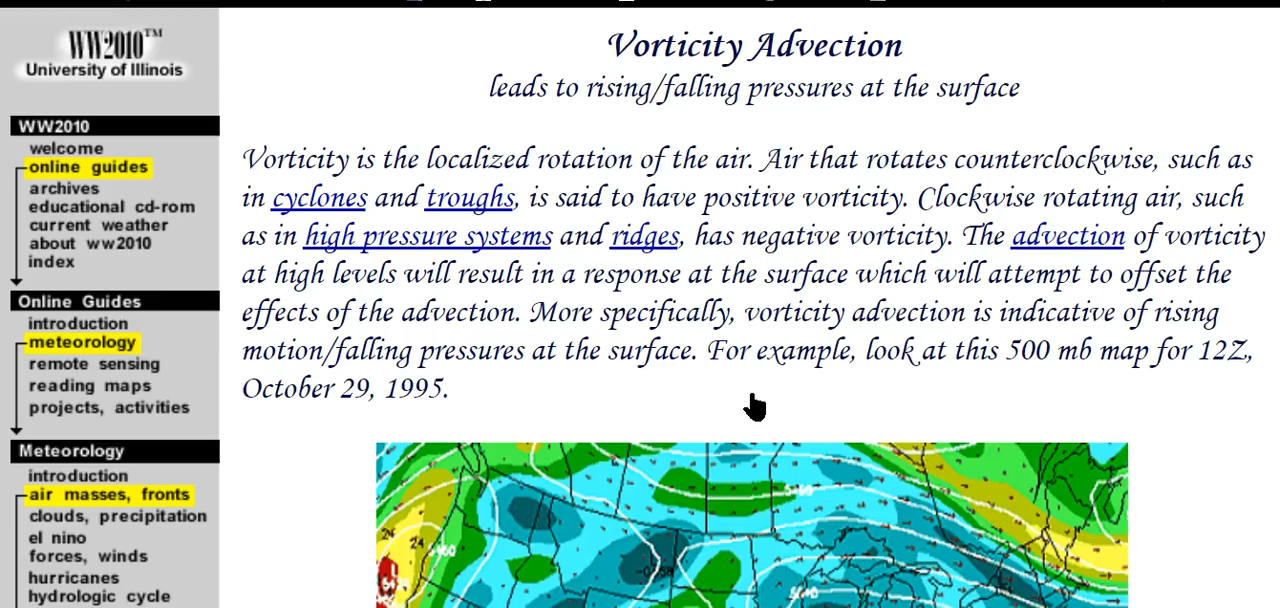 WW2010™
University of Illinois
WW2010
welcome
online guides
archives
educational cd-rom
current weather
about ww2010
index
Online Guides
introduction
meteorology
remote sensing
reading maps
projects, activities
Meteorology
introduction
air masses, fronts
clouds, precipitation
el nino
forces, winds
hurricanes
hydrologic cycle
Vorticity Advection
leads to rising/falling pressures at the surface
Vorticity is the localized rotation of the air. Air that rotates counterclockwise, such as
in cyclones and troughs, is said to have positive vorticity. Clockwise rotating air, such
as in high pressure systems and ridges, has negative vorticity. The advection of vorticity
at high levels will result in a response at the surface which will attempt to offset the
effects of the advection. More specifically, vorticity advection is indicative of rising
motion/falling pressures at the surface. For example, look at this 500 mb map for 12Z,
October 29, 1995.
24